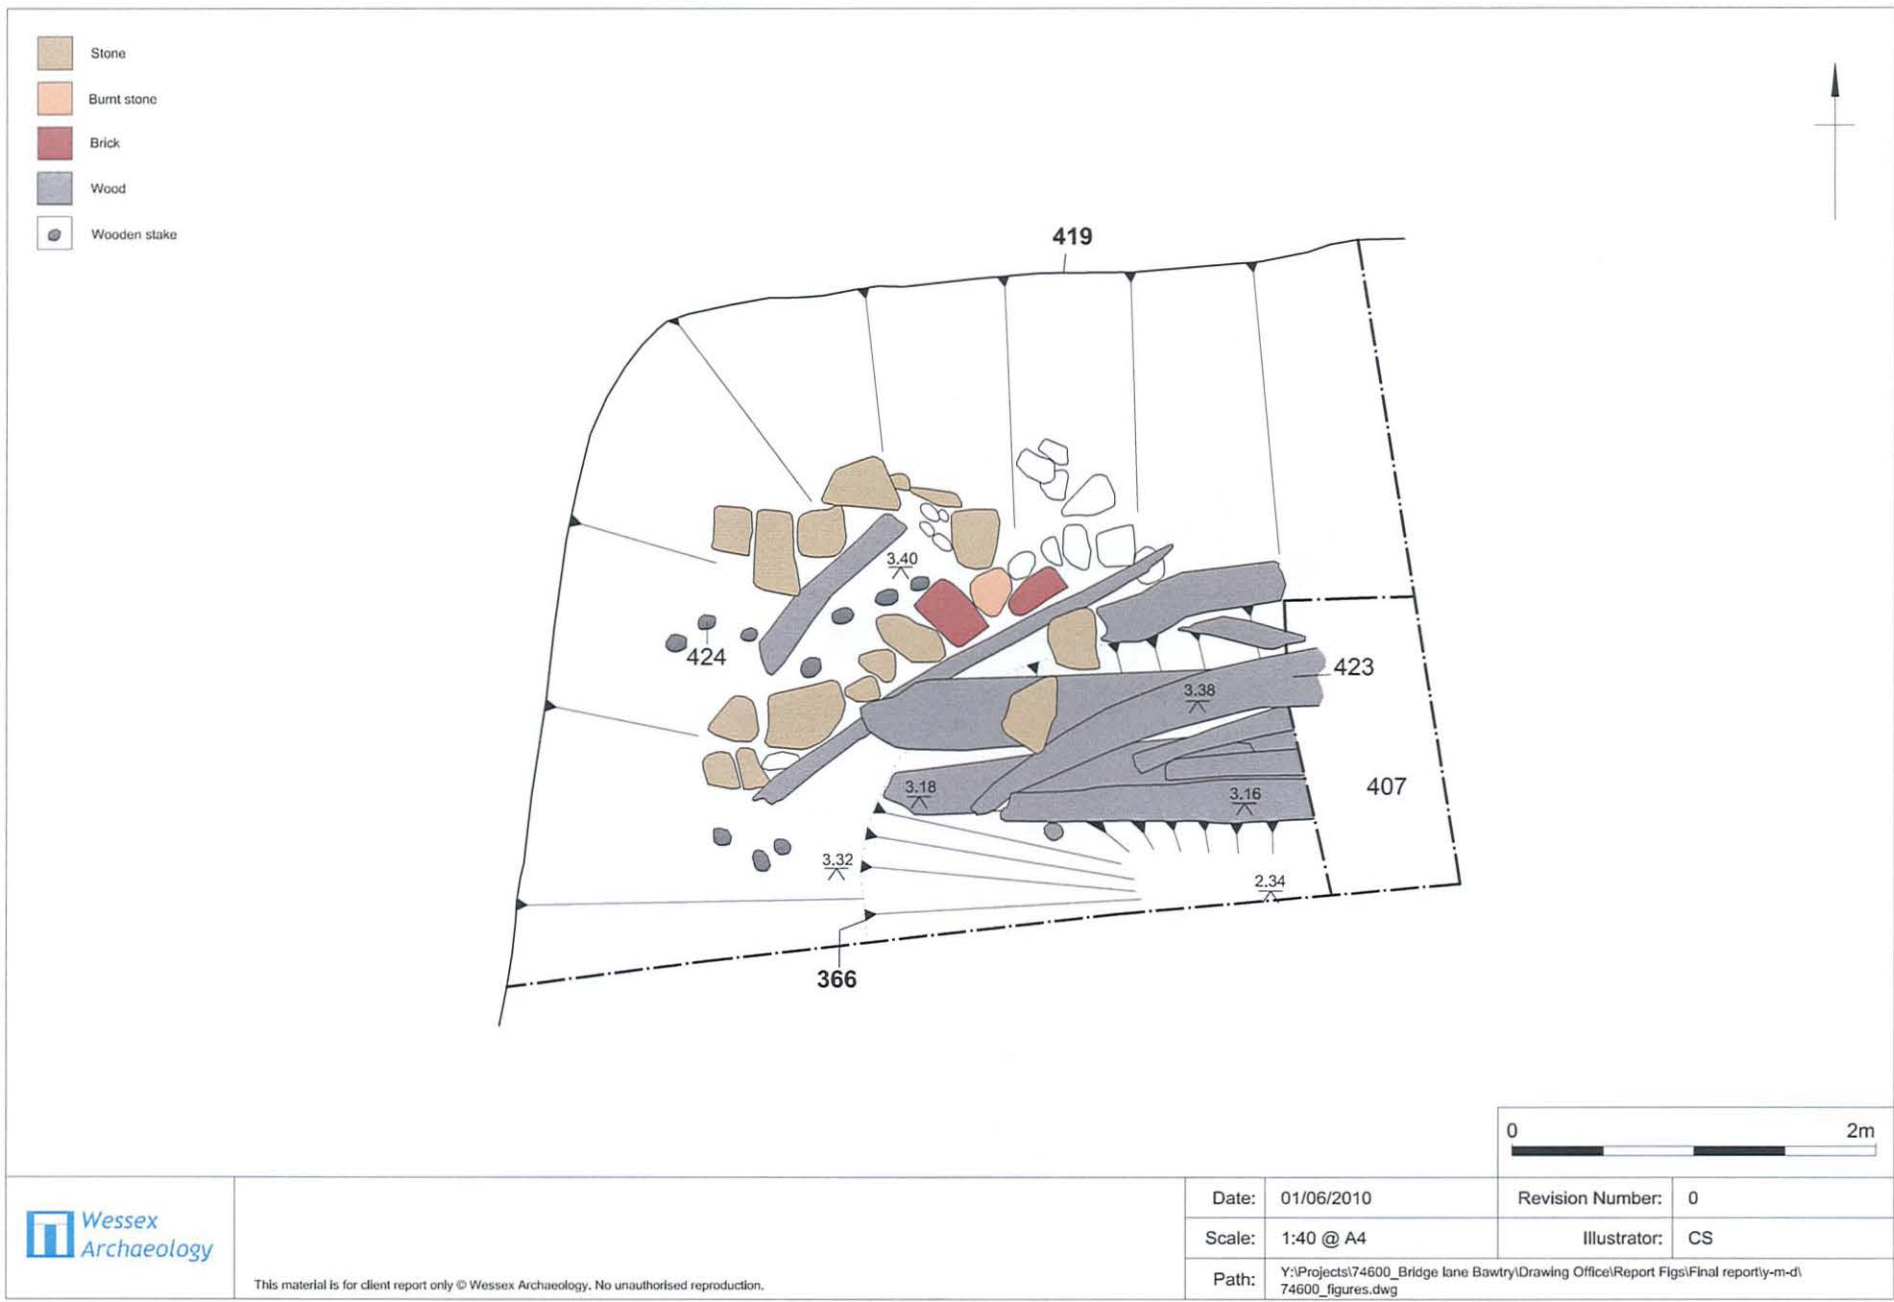 Stone
Burnt stone
Brick
Wood
Wooden stake
419
3.40
424
423
3.38
3.18
3.16
407
3.32
2.34
366
0 2m
Wessex
Archaeology
This material is for client report only © Wessex Archaeology. No unauthorised reproduction.
Date: 01/06/2010 Revision Number: 0
Scale: 1:40 @ A4 Illustrator: CS
Path: Y:\Projects\74600_Bridge lane Bawtry\Drawing Office\Report Figs\Final report\y-m-d\
74600_figures.dwg